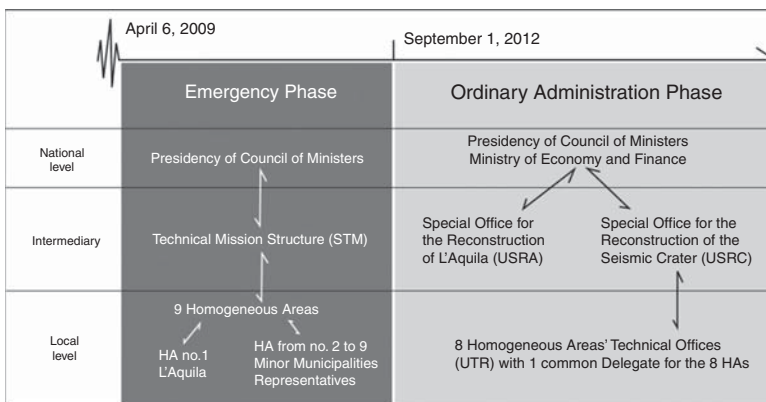 April 6, 2009
September 1, 2012
Emergency Phase
Ordinary Administration Phase
National
level
Presidency of Council of Ministers
Presidency of Council of Ministers
Ministry of Economy and Finance
Intermediary
Technical Mission Structure (STM)
Special Office for
the Reconstruction
of L'Aquila (USRA)
Special Office for the
Reconstruction of the
Seismic Crater (USRC)
Local
level
9 Homogeneous Areas
HA no.1
L'Aquila
HA from no. 2 to 9
Minor Municipalities
Representatives
8 Homogeneous Areas' Technical Offices
(UTR) with 1 common Delegate for the 8 HAs